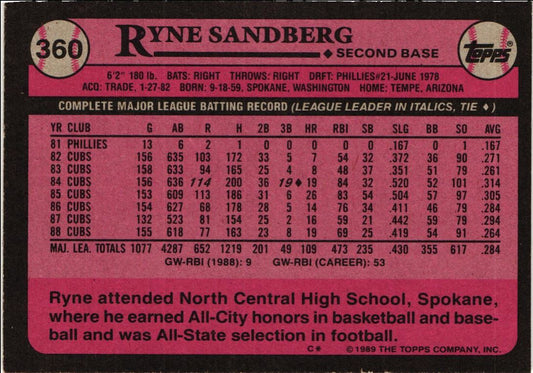 360
RYNE SANDBERG
SECOND BASE
TOPPS
6'2" 180 lb. BATS: RIGHT THROWS: RIGHT DRFT: PHILLIES#21-JUNE 1978
ACQ: TRADE, 1-27-82 BORN: 9-18-59, SPOKANE, WASHINGTON HOME: TEMPE, ARIZONA
COMPLETE MAJOR LEAGUE BATTING RECORD (LEAGUE LEADER IN ITALICS, TIE ♦)
YR CLUB G AB R H 2B 3B HR RBI SB SLG BB SO AVG
81 PHILLIES 13 6 2 1 0 0 0 0 0 .167 0 1 .167
82 CUBS 156 635 103 172 33 5 7 54 32 .372 36 90 .271
83 CUBS 158 633 94 165 25 4 8 48 37 .351 51 79 .261
84 CUBS 156 636 114 200 36 19♦ 19 84 32 .520 52 101 .314
85 CUBS 153 609 113 186 31 6 26 83 54 .504 57 97 .305
86 CUBS 154 627 68 178 28 5 14 76 34 .411 46 79 .284
87 CUBS 132 523 81 154 25 2 16 59 21 .442 59 79 .294
88 CUBS 155 618 77 163 23 8 19 69 25 .419 54 91 .264
MAJ. LEA. TOTALS 1077 4287 652 1219 201 49 109 473 235 .430 355 617 .284
GW-RBI (1988): 9 GW-RBI (CAREER): 53
Ryne attended North Central High School, Spokane,
where he earned All-City honors in basketball and base-
ball and was All-State selection in football.
C* © 1989 THE TOPPS COMPANY, INC.